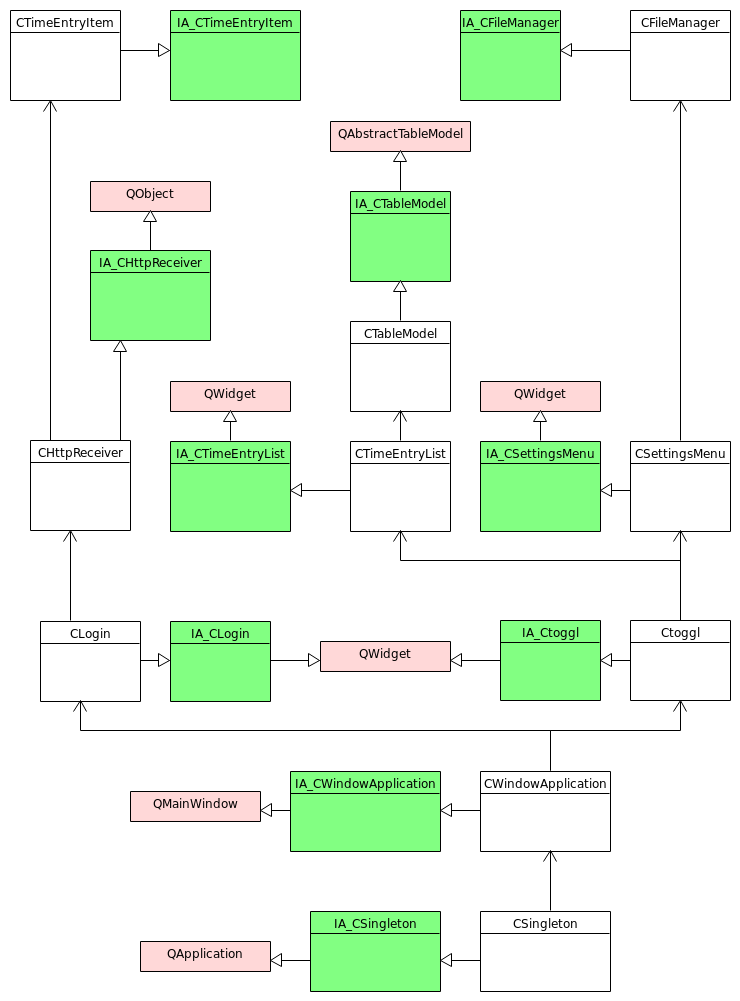 CTimeEntryItem
IA_CTimeEntryItem
IA_CFileManager
CFileManager
QAbstractTableModel
QObject
IA_CTableModel
IA_CHttpReceiver
CTableModel
QWidget
QWidget
CHttpReceiver
IA_CTimeEntryList
CTimeEntryList
IA_CSettingsMenu
CSettingsMenu
CLogin
IA_CLogin
QWidget
IA_Ctoggl
Ctoggl
QMainWindow
IA_CWindowApplication
CWindowApplication
QApplication
IA_CSingleton
CSingleton